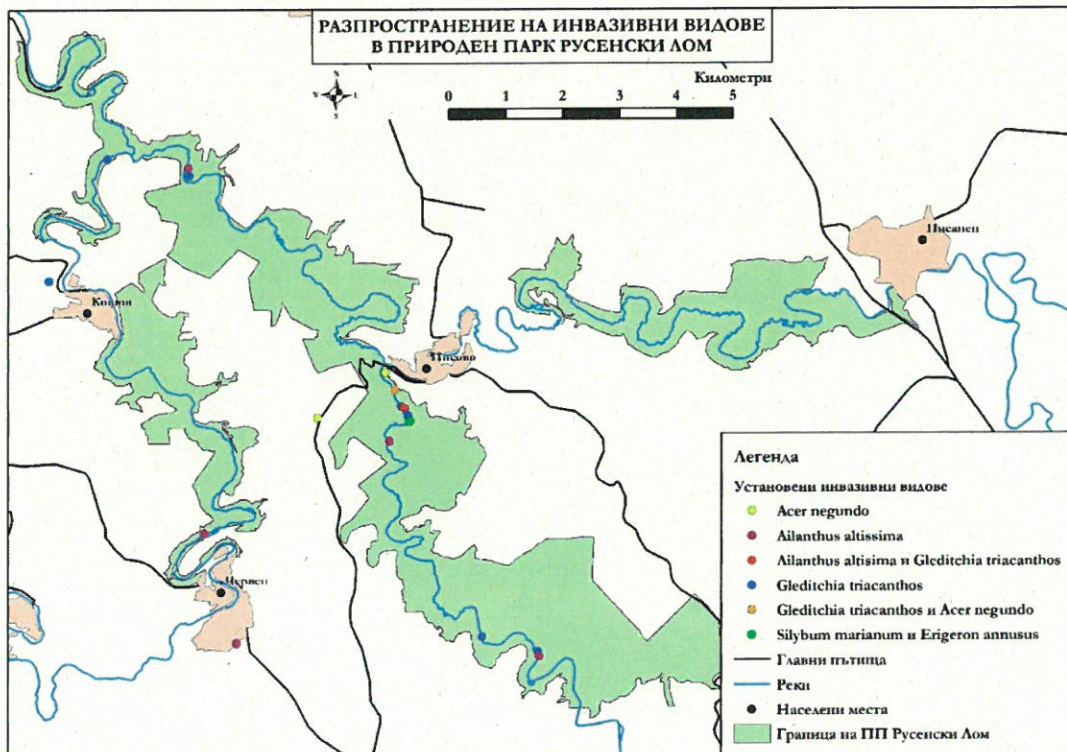 РАЗПРОСТРАНЕНИЕ НА ИНВАЗИВНИ ВИДОВЕ
В ПРИРОДЕН ПАРК РУСЕНСКИ ЛОМ
N
W
E
S
Километри
0 1 2 3 4 5
Нисанец
Кошов
Нисово
Червен
Легенда
Установени инвазивни видове
Acer negundo
Ailanthus altissima
Ailanthus altisima и Gleditchia triacanthos
Gleditchia triacanthos
Gleditchia triacanthos и Acer negundo
Silybum marianum и Erigeron annusus
Главни пътища
Реки
Населени места
Граница на ПП Русенски Лом